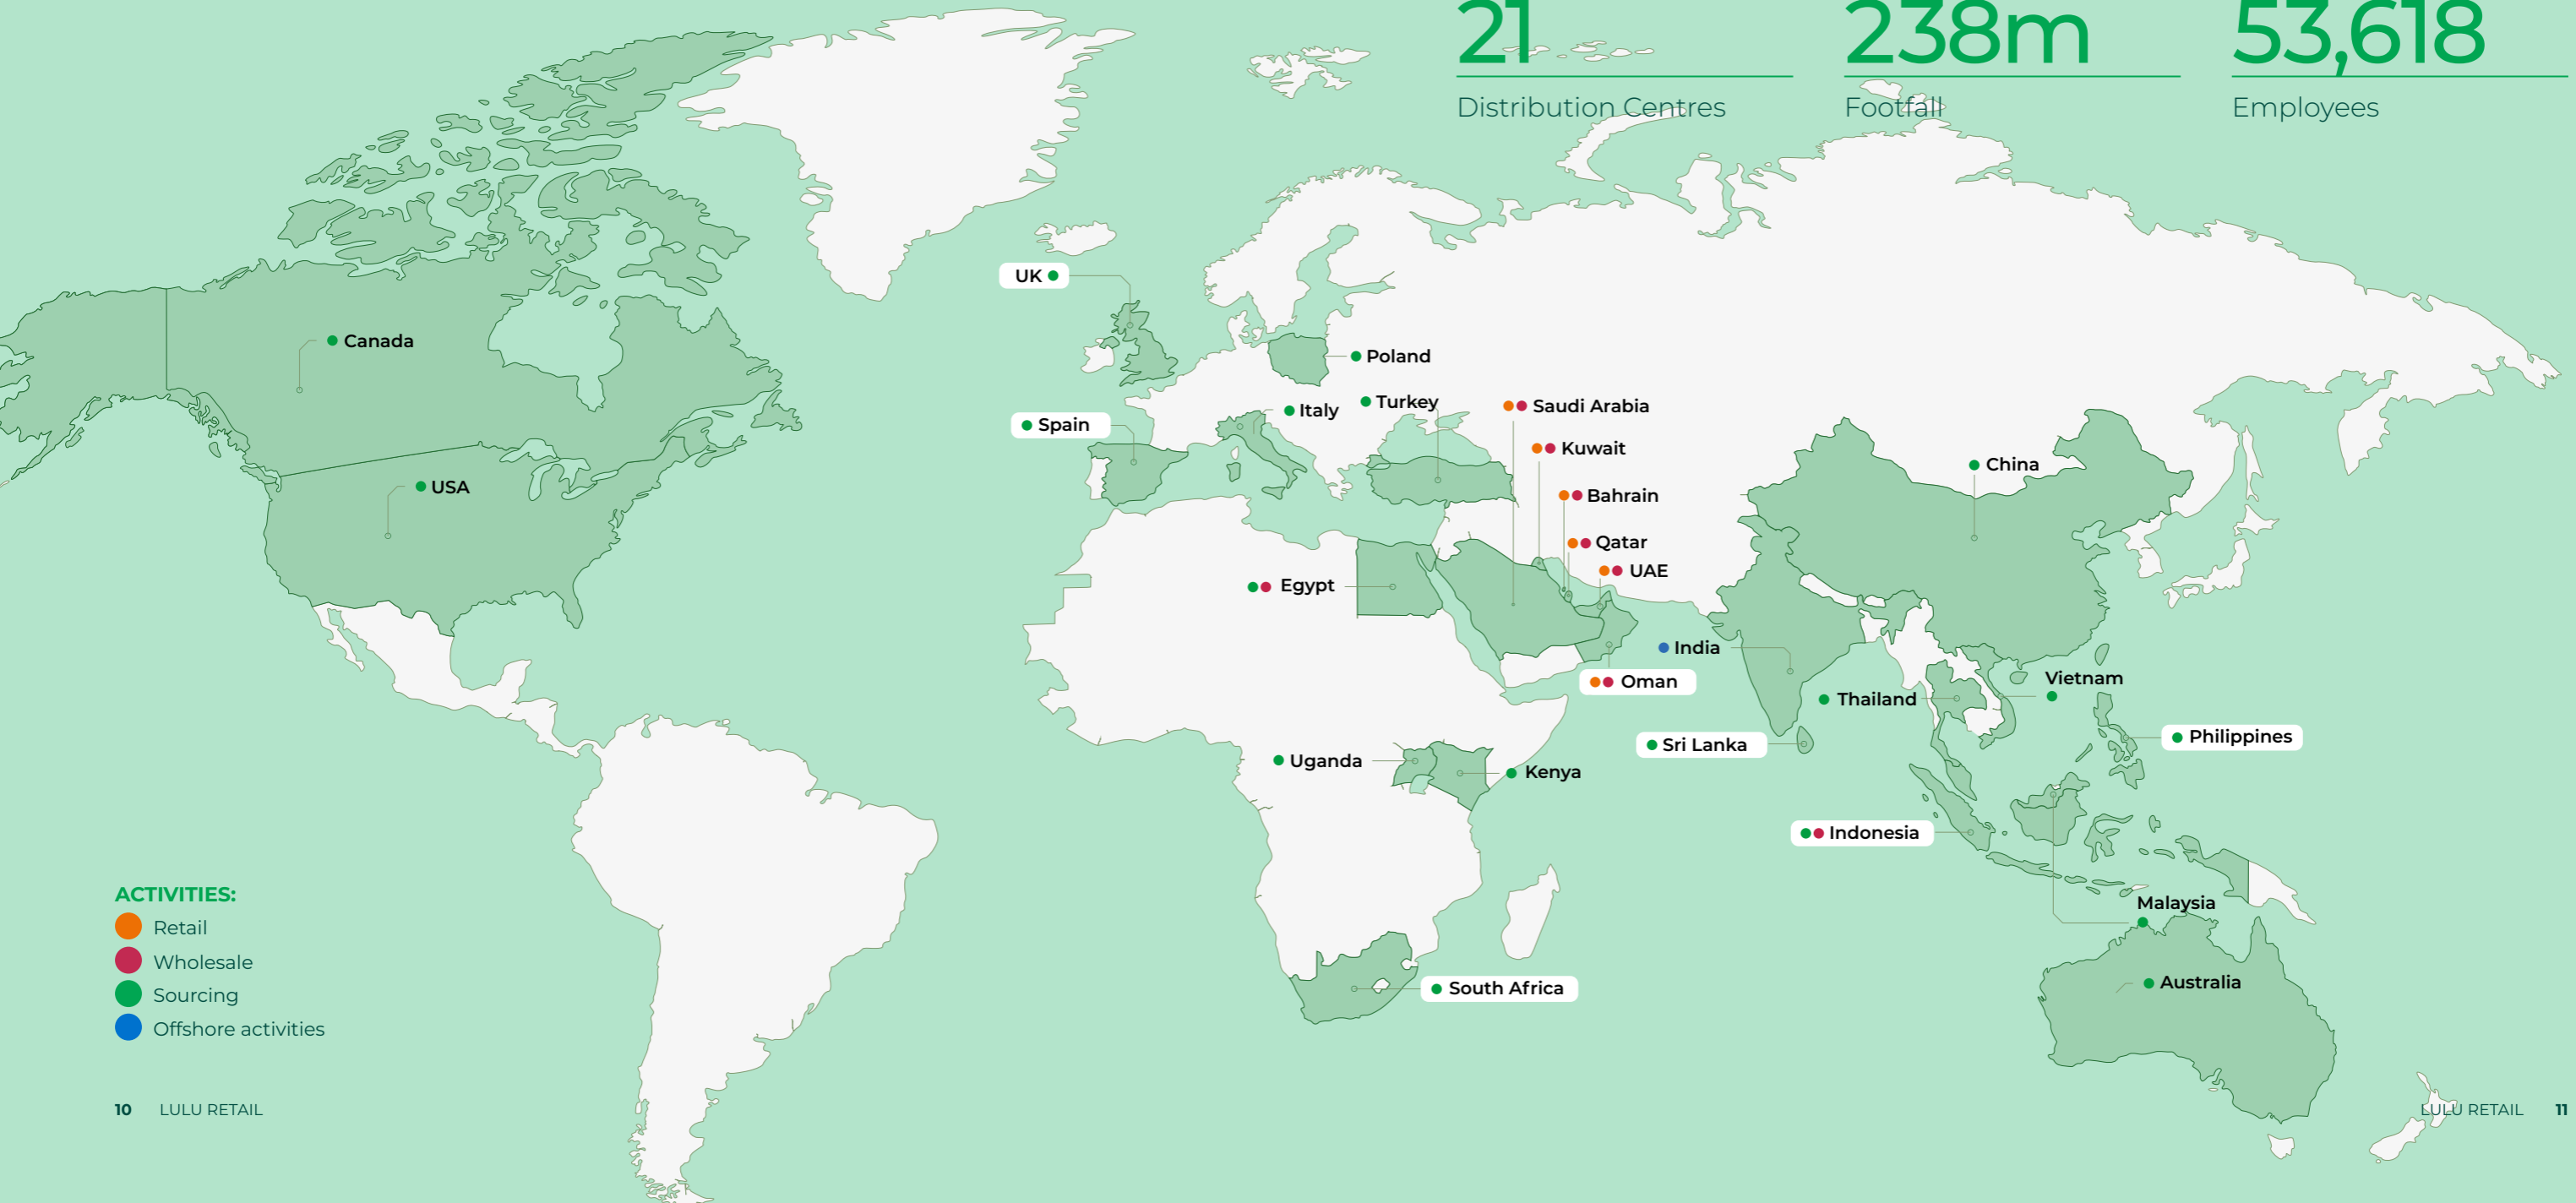 21
Distribution Centres
238m
Footfall
53,618
Employees
UK
Canada
Poland
Turkey
Saudi Arabia
Italy
Spain
Kuwait
China
USA
Bahrain
Qatar
UAE
Egypt
India
Vietnam
Oman
Thailand
Philippines
Sri Lanka
Uganda
Kenya
Indonesia
Malaysia
Australia
South Africa
ACTIVITIES:
Retail
Wholesale
Sourcing
Offshore activities
10 LULU RETAIL
LULU RETAIL 11